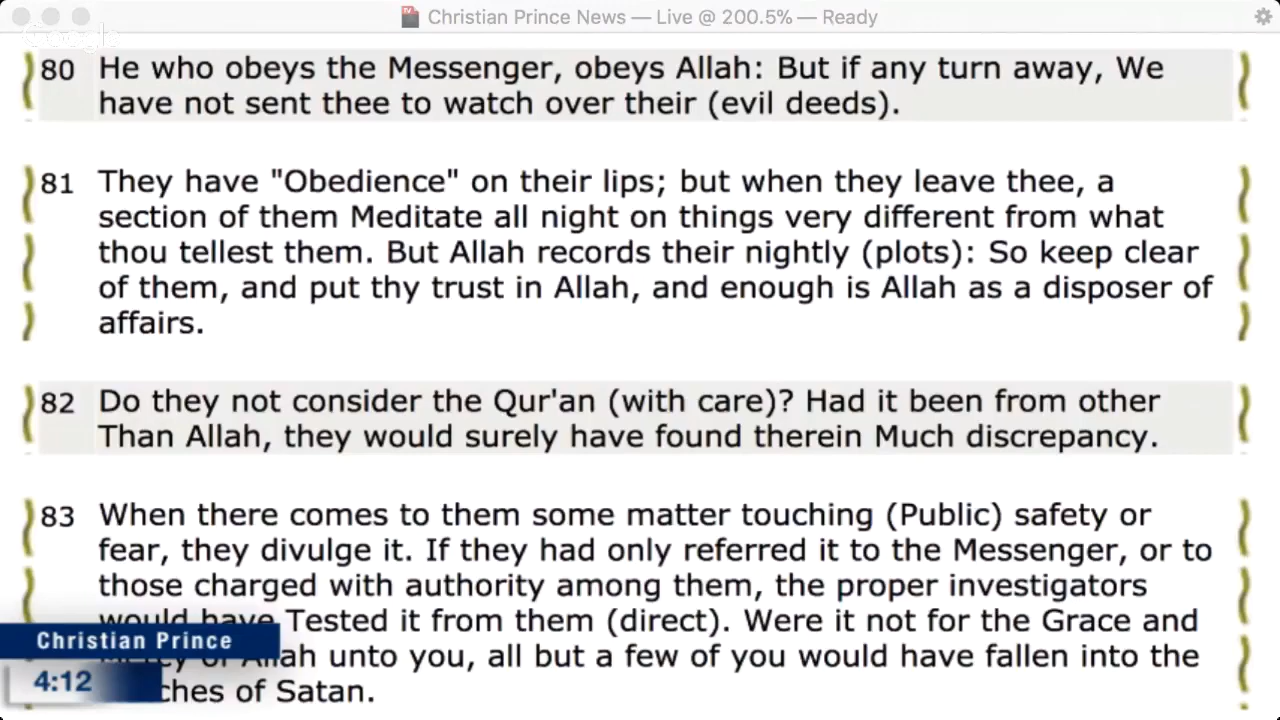 Christian Prince News — Live @ 200.5% — Ready
Google
80 He who obeys the Messenger, obeys Allah: But if any turn away, We
have not sent thee to watch over their (evil deeds).
81 They have "Obedience" on their lips; but when they leave thee, a
section of them Meditate all night on things very different from what
thou tellest them. But Allah records their nightly (plots): So keep clear
of them, and put thy trust in Allah, and enough is Allah as a disposer of
affairs.
82 Do they not consider the Qur'an (with care)? Had it been from other
Than Allah, they would surely have found therein Much discrepancy.
83 When there comes to them some matter touching (Public) safety or
fear, they divulge it. If they had only referred it to the Messenger, or to
those charged with authority among them, the proper investigators
would have Tested it from them (direct). Were it not for the Grace and
of Allah unto you, all but a few of you would have fallen into the
ches of Satan.
Christian Prince
4:12